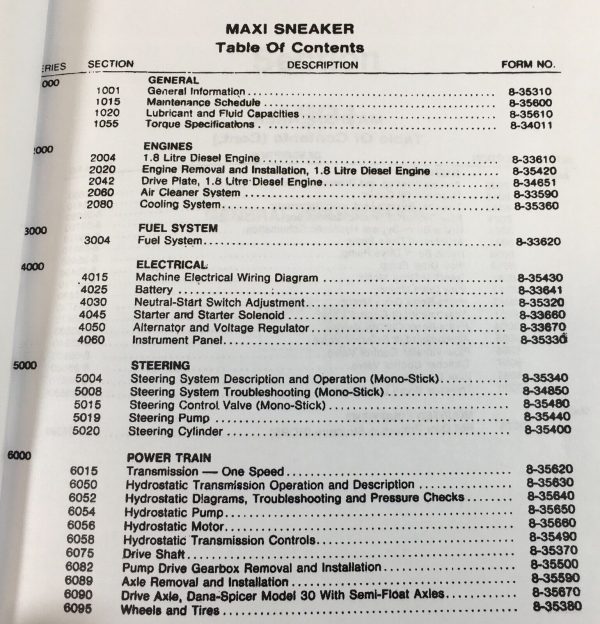 MAXI SNEAKER
Table Of Contents
ERIES SECTION DESCRIPTION FORM NO.
000 GENERAL
1001 General Information 8-35310
1015 Maintenance Schedule 8-35600
1020 Lubricant and Fluid Capacities 8-35610
1055 Torque Specifications 8-34011
2000 ENGINES
2004 1.8 Litre Diesel Engine 8-33610
2020 Engine Removal and Installation, 1.8 Litre Diesel Engine 8-35420
2042 Drive Plate, 1.8 Litre Diesel Engine 8-34651
2060 Air Cleaner System 8-33590
2080 Cooling System 8-35360
3000 FUEL SYSTEM
3004 Fuel System 8-33620
4000 ELECTRICAL
4015 Machine Electrical Wiring Diagram 8-35430
4025 Battery 8-33641
4030 Neutral-Start Switch Adjustment 8-35320
4045 Starter and Starter Solenoid 8-33660
4050 Alternator and Voltage Regulator 8-33670
4060 Instrument Panel 8-35330
5000 STEERING
5004 Steering System Description and Operation (Mono-Stick) 8-35340
5008 Steering System Troubleshooting (Mono-Stick) 8-34850
5015 Steering Control Valve (Mono-Stick) 8-35480
5019 Steering Pump 8-35440
5020 Steering Cylinder 8-35400
6000 POWER TRAIN
6015 Transmission — One Speed 8-35620
6050 Hydrostatic Transmission Operation and Description 8-35630
6052 Hydrostatic Diagrams, Troubleshooting and Pressure Checks 8-35640
6054 Hydrostatic Pump 8-35650
6056 Hydrostatic Motor 8-35660
6058 Hydrostatic Transmission Controls 8-35490
6075 Drive Shaft 8-35370
6082 Pump Drive Gearbox Removal and Installation 8-35500
6089 Axle Removal and Installation 8-35590
6090 Drive Axle, Dana-Spicer Model 30 With Semi-Float Axles 8-35670
6095 Wheels and Tires 8-35380